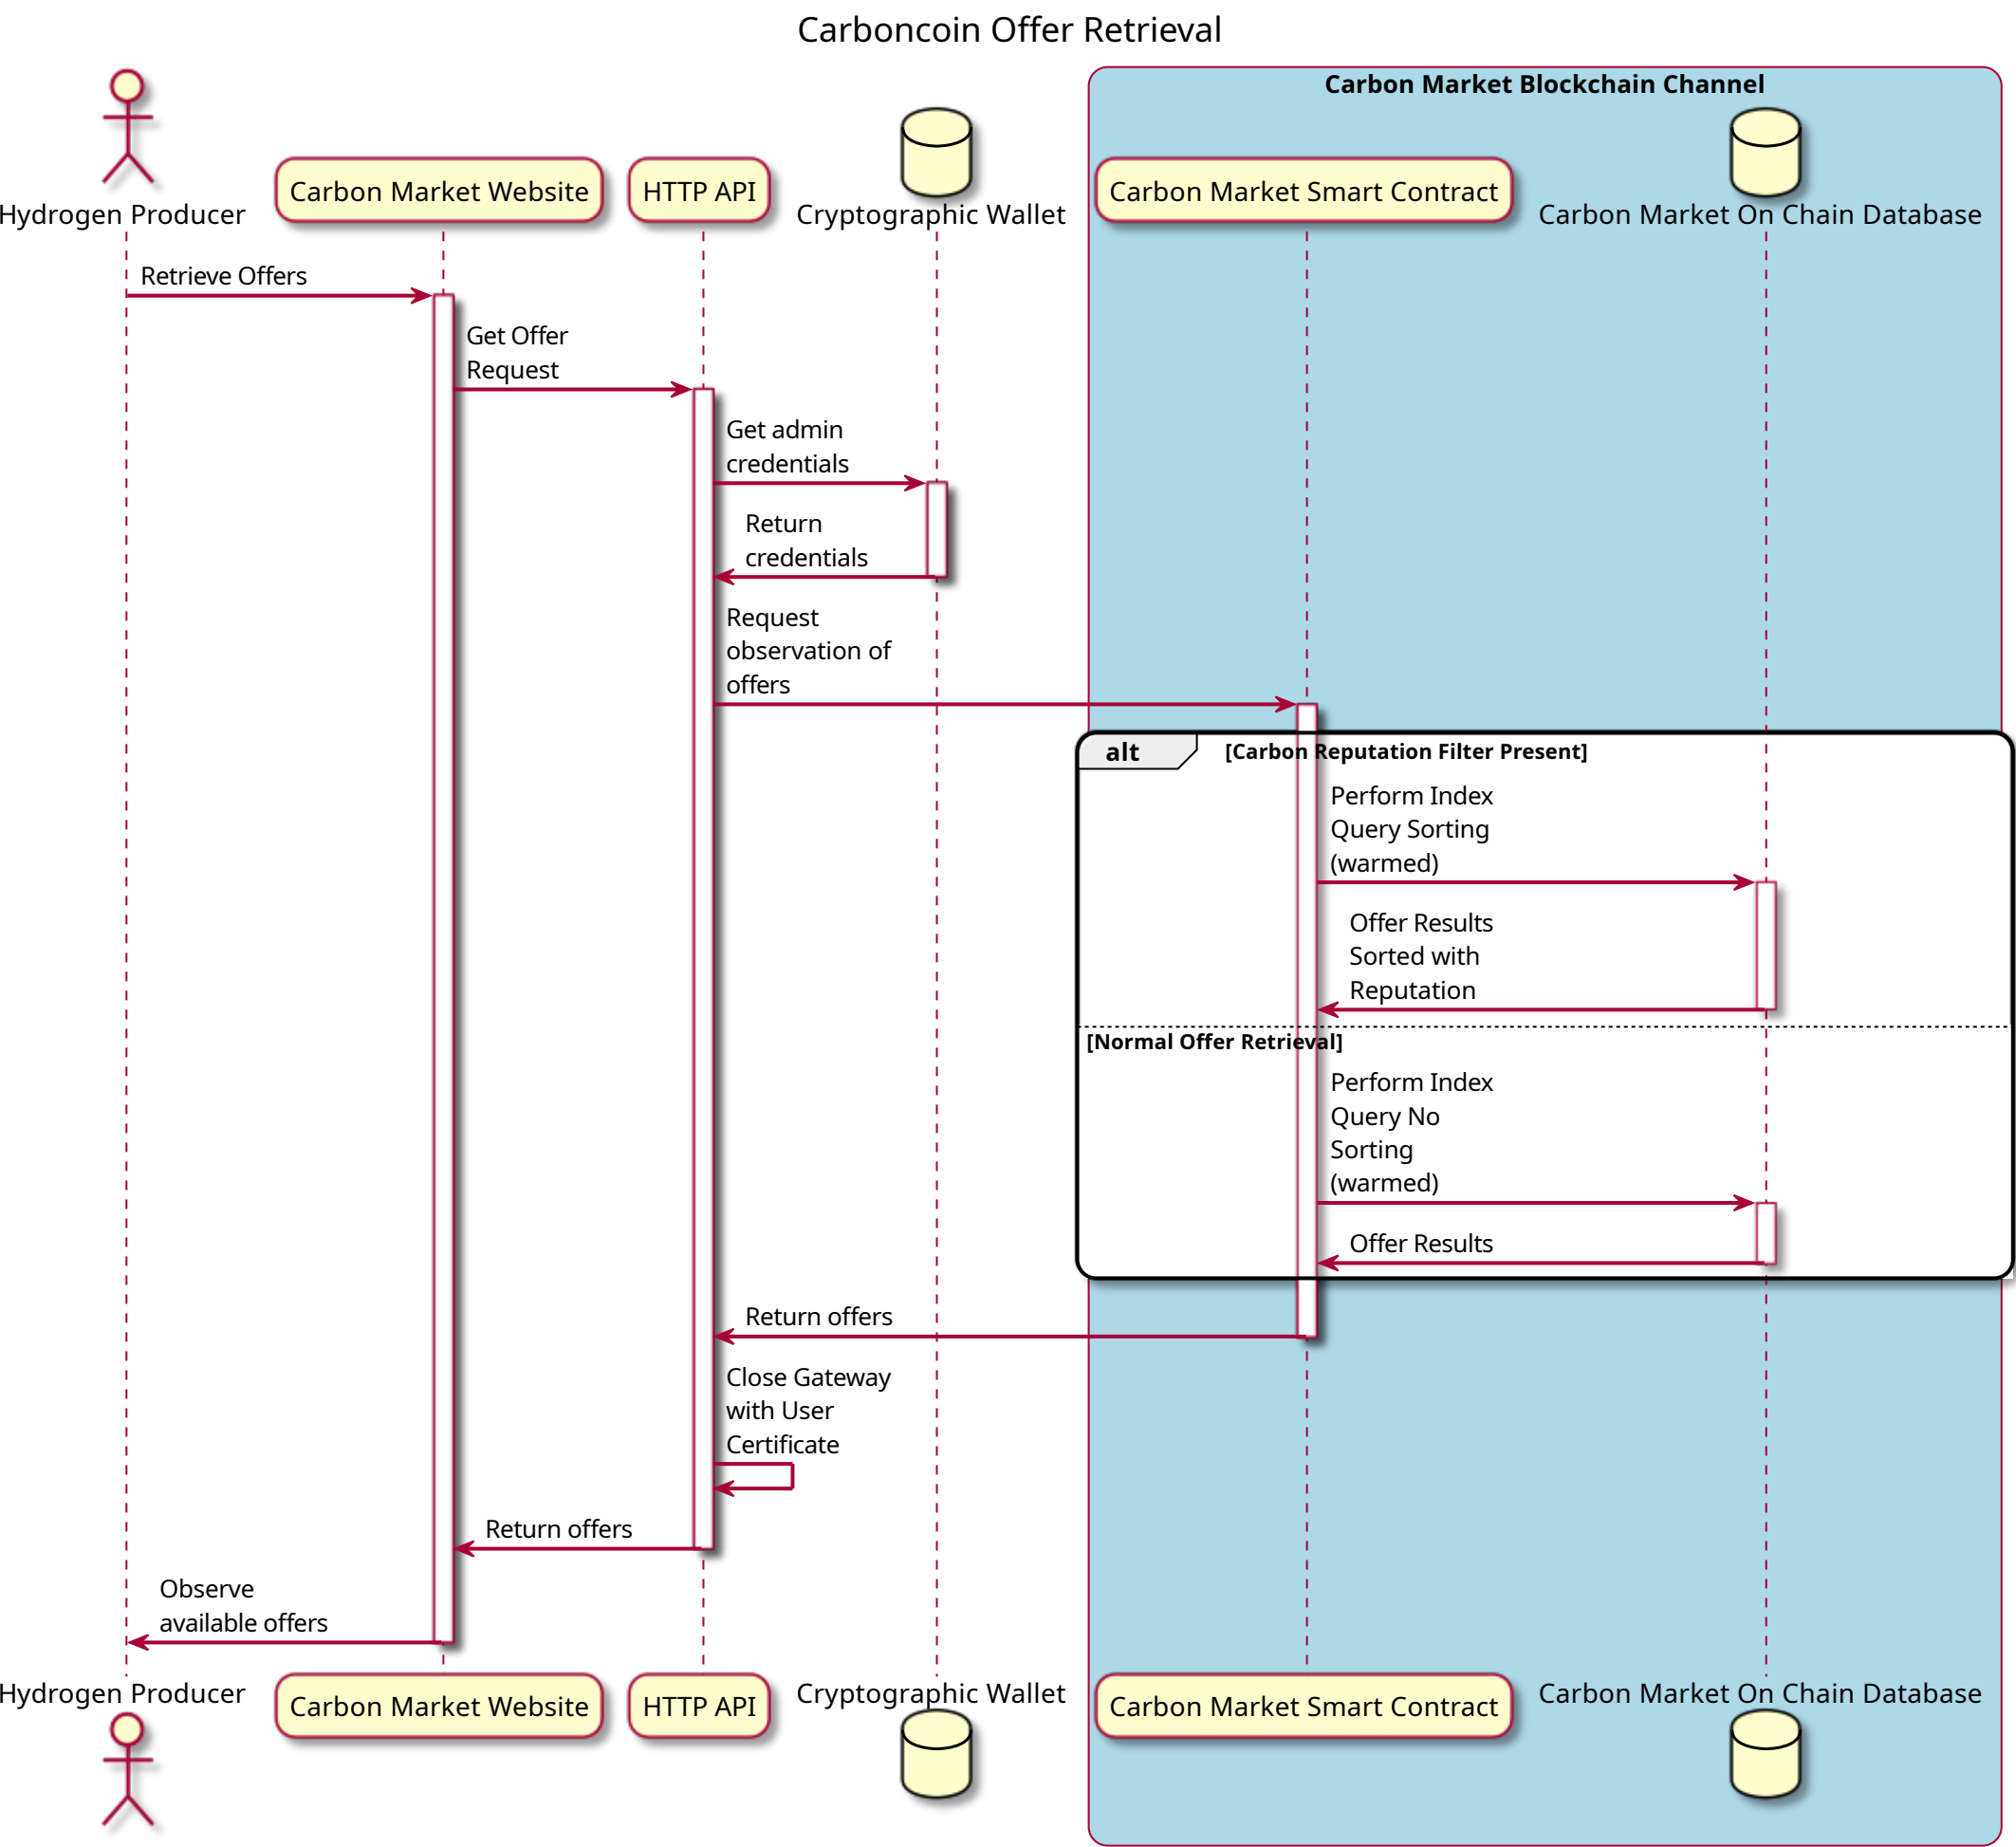 Carboncoin Offer Retrieval
Carbon Market Blockchain Channel
Hydrogen Producer
Carbon Market Website
HTTP API
Cryptographic Wallet
Carbon Market Smart Contract
Carbon Market On Chain Database
Retrieve Offers
Get Offer
Request
Get admin
credentials
Return
credentials
Request
observation of
offers
alt
[Carbon Reputation Filter Present]
Perform Index
Query Sorting
(warmed)
Offer Results
Sorted with
Reputation
[Normal Offer Retrieval]
Perform Index
Query No
Sorting
(warmed)
Offer Results
Return offers
Close Gateway
with User
Certificate
Return offers
Observe
available offers
Hydrogen Producer
Carbon Market Website
HTTP API
Cryptographic Wallet
Carbon Market Smart Contract
Carbon Market On Chain Database